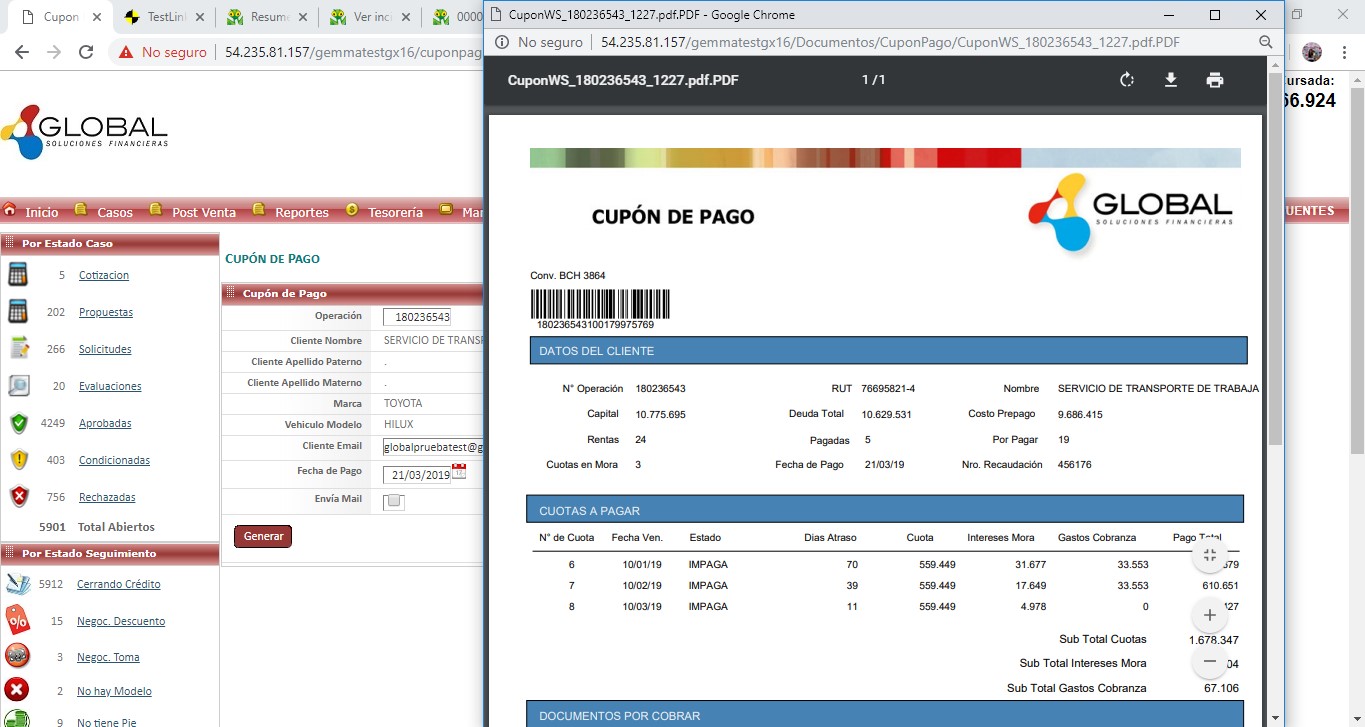 Cupon
TestLin
Resume
Ver inci
0000
No seguro 54.235.81.157/gemmatestgx16/cuponpag
GLOBAL
SOLUCIONES FINANCIERAS
Inicio Casos Post Venta Reportes Tesorería Mar
Por Estado Caso
5 Cotizacion
202 Propuestas
266 Solicitudes
20 Evaluaciones
4249 Aprobadas
403 Condicionadas
756 Rechazadas
5901 Total Abiertos
Por Estado Seguimiento
5912 Cerrando Crédito
15 Negoc. Descuento
3 Negoc. Toma
2 No hay Modelo
9 No tiene Pie
CUPÓN DE PAGO
Cupón de Pago
Operación 180236543
Cliente Nombre SERVICIO DE TRANSF
Cliente Apellido Paterno .
Cliente Apellido Materno .
Marca TOYOTA
Vehiculo Modelo HILUX
Cliente Email globalpruebatest@g
Fecha de Pago 21/03/2019
Envía Mail
Generar
CuponWS_180236543_1227.pdf.PDF - Google Chrome
No seguro 54.235.81.157/gemmatestgx16/Documentos/CuponPago/CuponWS_180236543_1227.pdf.PDF
CuponWS_180236543_1227.pdf.PDF 1 / 1
CUPÓN DE PAGO
GLOBAL
SOLUCIONES FINANCIERAS
Conv. BCH 3864
180236543100179975769
DATOS DEL CLIENTE
N° Operación 180236543 RUT 76695821-4 Nombre SERVICIO DE TRANSPORTE DE TRABAJA
Capital 10.775.695 Deuda Total 10.629.531 Costo Prepago 9.686.415
Rentas 24 Pagadas 5 Por Pagar 19
Cuotas en Mora 3 Fecha de Pago 21/03/19 Nro. Recaudación 456176
CUOTAS A PAGAR
N° de Cuota Fecha Ven. Estado Dias Atraso Cuota Intereses Mora Gastos Cobranza Pago Total
6 10/01/19 IMPAGA 70 559.449 31.677 33.553 679
7 10/02/19 IMPAGA 39 559.449 17.649 33.553 610.651
8 10/03/19 IMPAGA 11 559.449 4.978 0 427
Sub Total Cuotas 1.678.347
Sub Total Intereses Mora 04
Sub Total Gastos Cobranza 67.106
DOCUMENTOS POR COBRAR
ursada:
66.924
UENTES